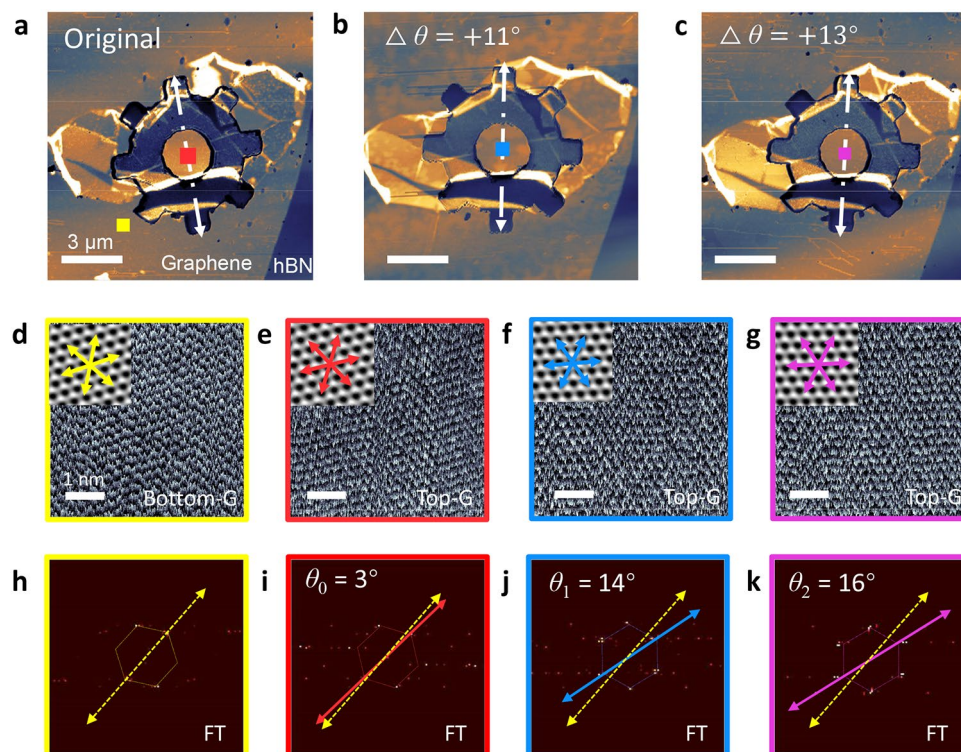 a
Original
3 μm
Graphene
hBN
b
△ θ = +11°
c
△ θ = +13°
d
1 nm
Bottom-G
e
Top-G
f
Top-G
g
Top-G
h
FT
i
θ₀ = 3°
FT
j
θ₁ = 14°
FT
k
θ₂ = 16°
FT